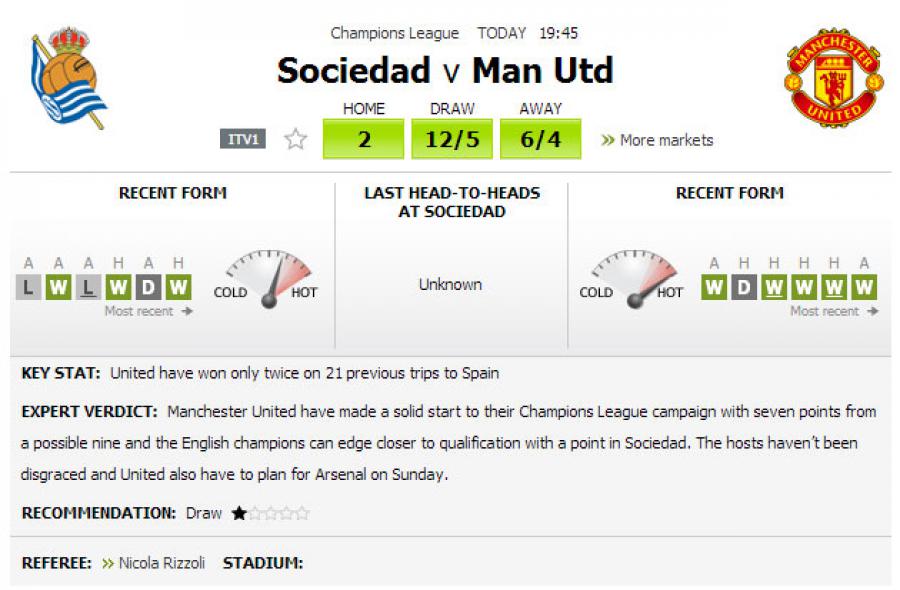 Champions League TODAY 19:45
Sociedad v Man Utd
HOME DRAW AWAY
ITV1 2 12/5 6/4 » More markets
MANCHESTER
UNITED
RECENT FORM
A A A H A H
L W L W D W
Most recent →
COLD HOT
LAST HEAD-TO-HEADS
AT SOCIEDAD
Unknown
RECENT FORM
COLD HOT
A H H H H A
W D W W W W
Most recent →
KEY STAT: United have won only twice on 21 previous trips to Spain
EXPERT VERDICT: Manchester United have made a solid start to their Champions League campaign with seven points from
a possible nine and the English champions can edge closer to qualification with a point in Sociedad. The hosts haven't been
disgraced and United also have to plan for Arsenal on Sunday.
RECOMMENDATION: Draw ★☆☆☆☆
REFEREE: » Nicola Rizzoli STADIUM: